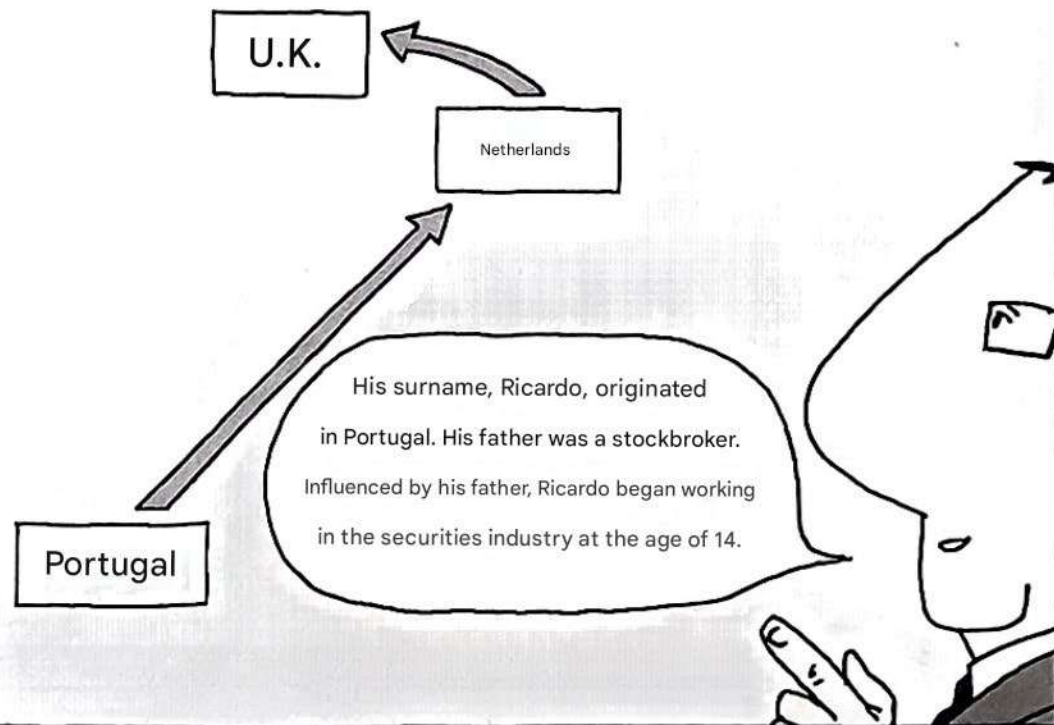 U.K.
Netherlands
His surname, Ricardo, originated
in Portugal. His father was a stockbroker.
Influenced by his father, Ricardo began working
in the securities industry at the age of 14.
Portugal